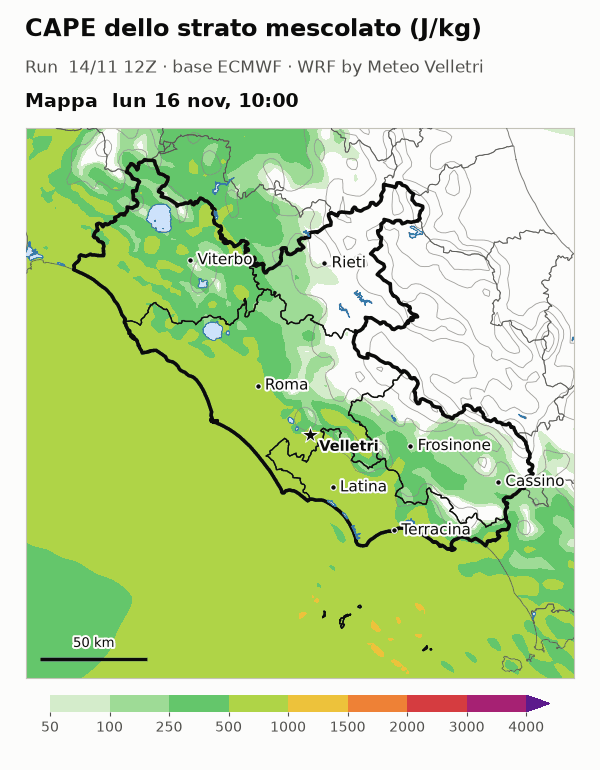 CAPE dello strato mescolato (J/kg)
Run  14/11 12Z · base ECMWF · WRF by Meteo Velletri
Mappa  lun 16 nov, 10:00
Viterbo
Rieti
Roma
Velletri
Frosinone
Cassino
Latina
Terracina
50 km
50 100 250 500 1000 1500 2000 3000 4000